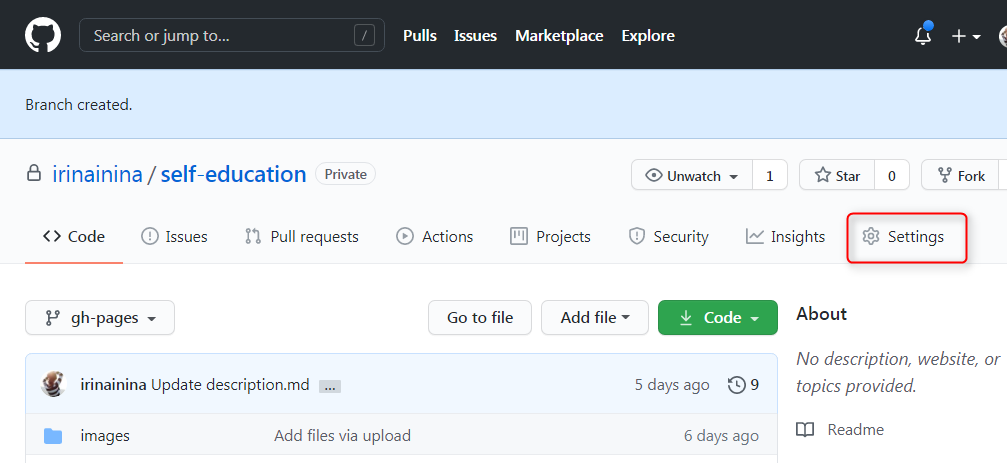 Search or jump to... /
Pulls Issues Marketplace Explore
Branch created.
irinainina / self-education Private
Unwatch 1 Star 0 Fork
Code Issues Pull requests Actions Projects Security Insights Settings
gh-pages Go to file Add file Code
About
irinainina Update description.md ... 5 days ago 9
No description, website, or
topics provided.
images Add files via upload 6 days ago
Readme